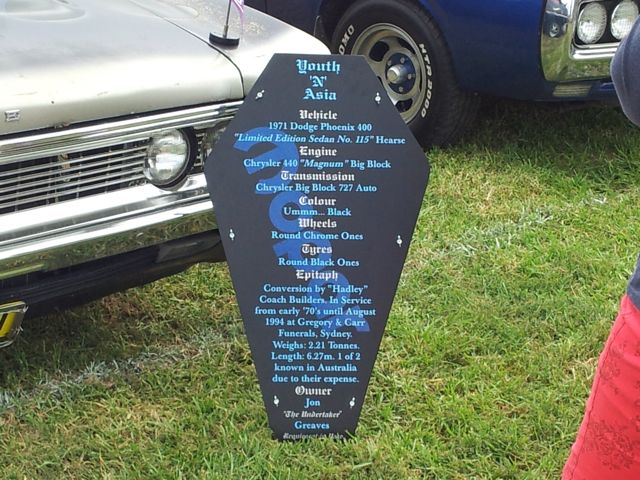 Youth
'N'
Asia
Vehicle
1971 Dodge Phoenix 400
"Limited Edition Sedan No. 115" Hearse
Engine
Chrysler 440 "Magnum" Big Block
Transmission
Chrysler Big Block 727 Auto
Colour
Ummm... Black
Wheels
Round Chrome Ones
Tyres
Round Black Ones
Epitaph
Conversion by "Hadley"
Coach Builders. In Service
from early '70's until August
1994 at Gregory & Carr
Funerals, Sydney.
Weighs: 2.21 Tonnes.
Length: 6.27m. 1 of 2
known in Australia
due to their expense.
Owner
Jon
"The Undertaker"
Greaves